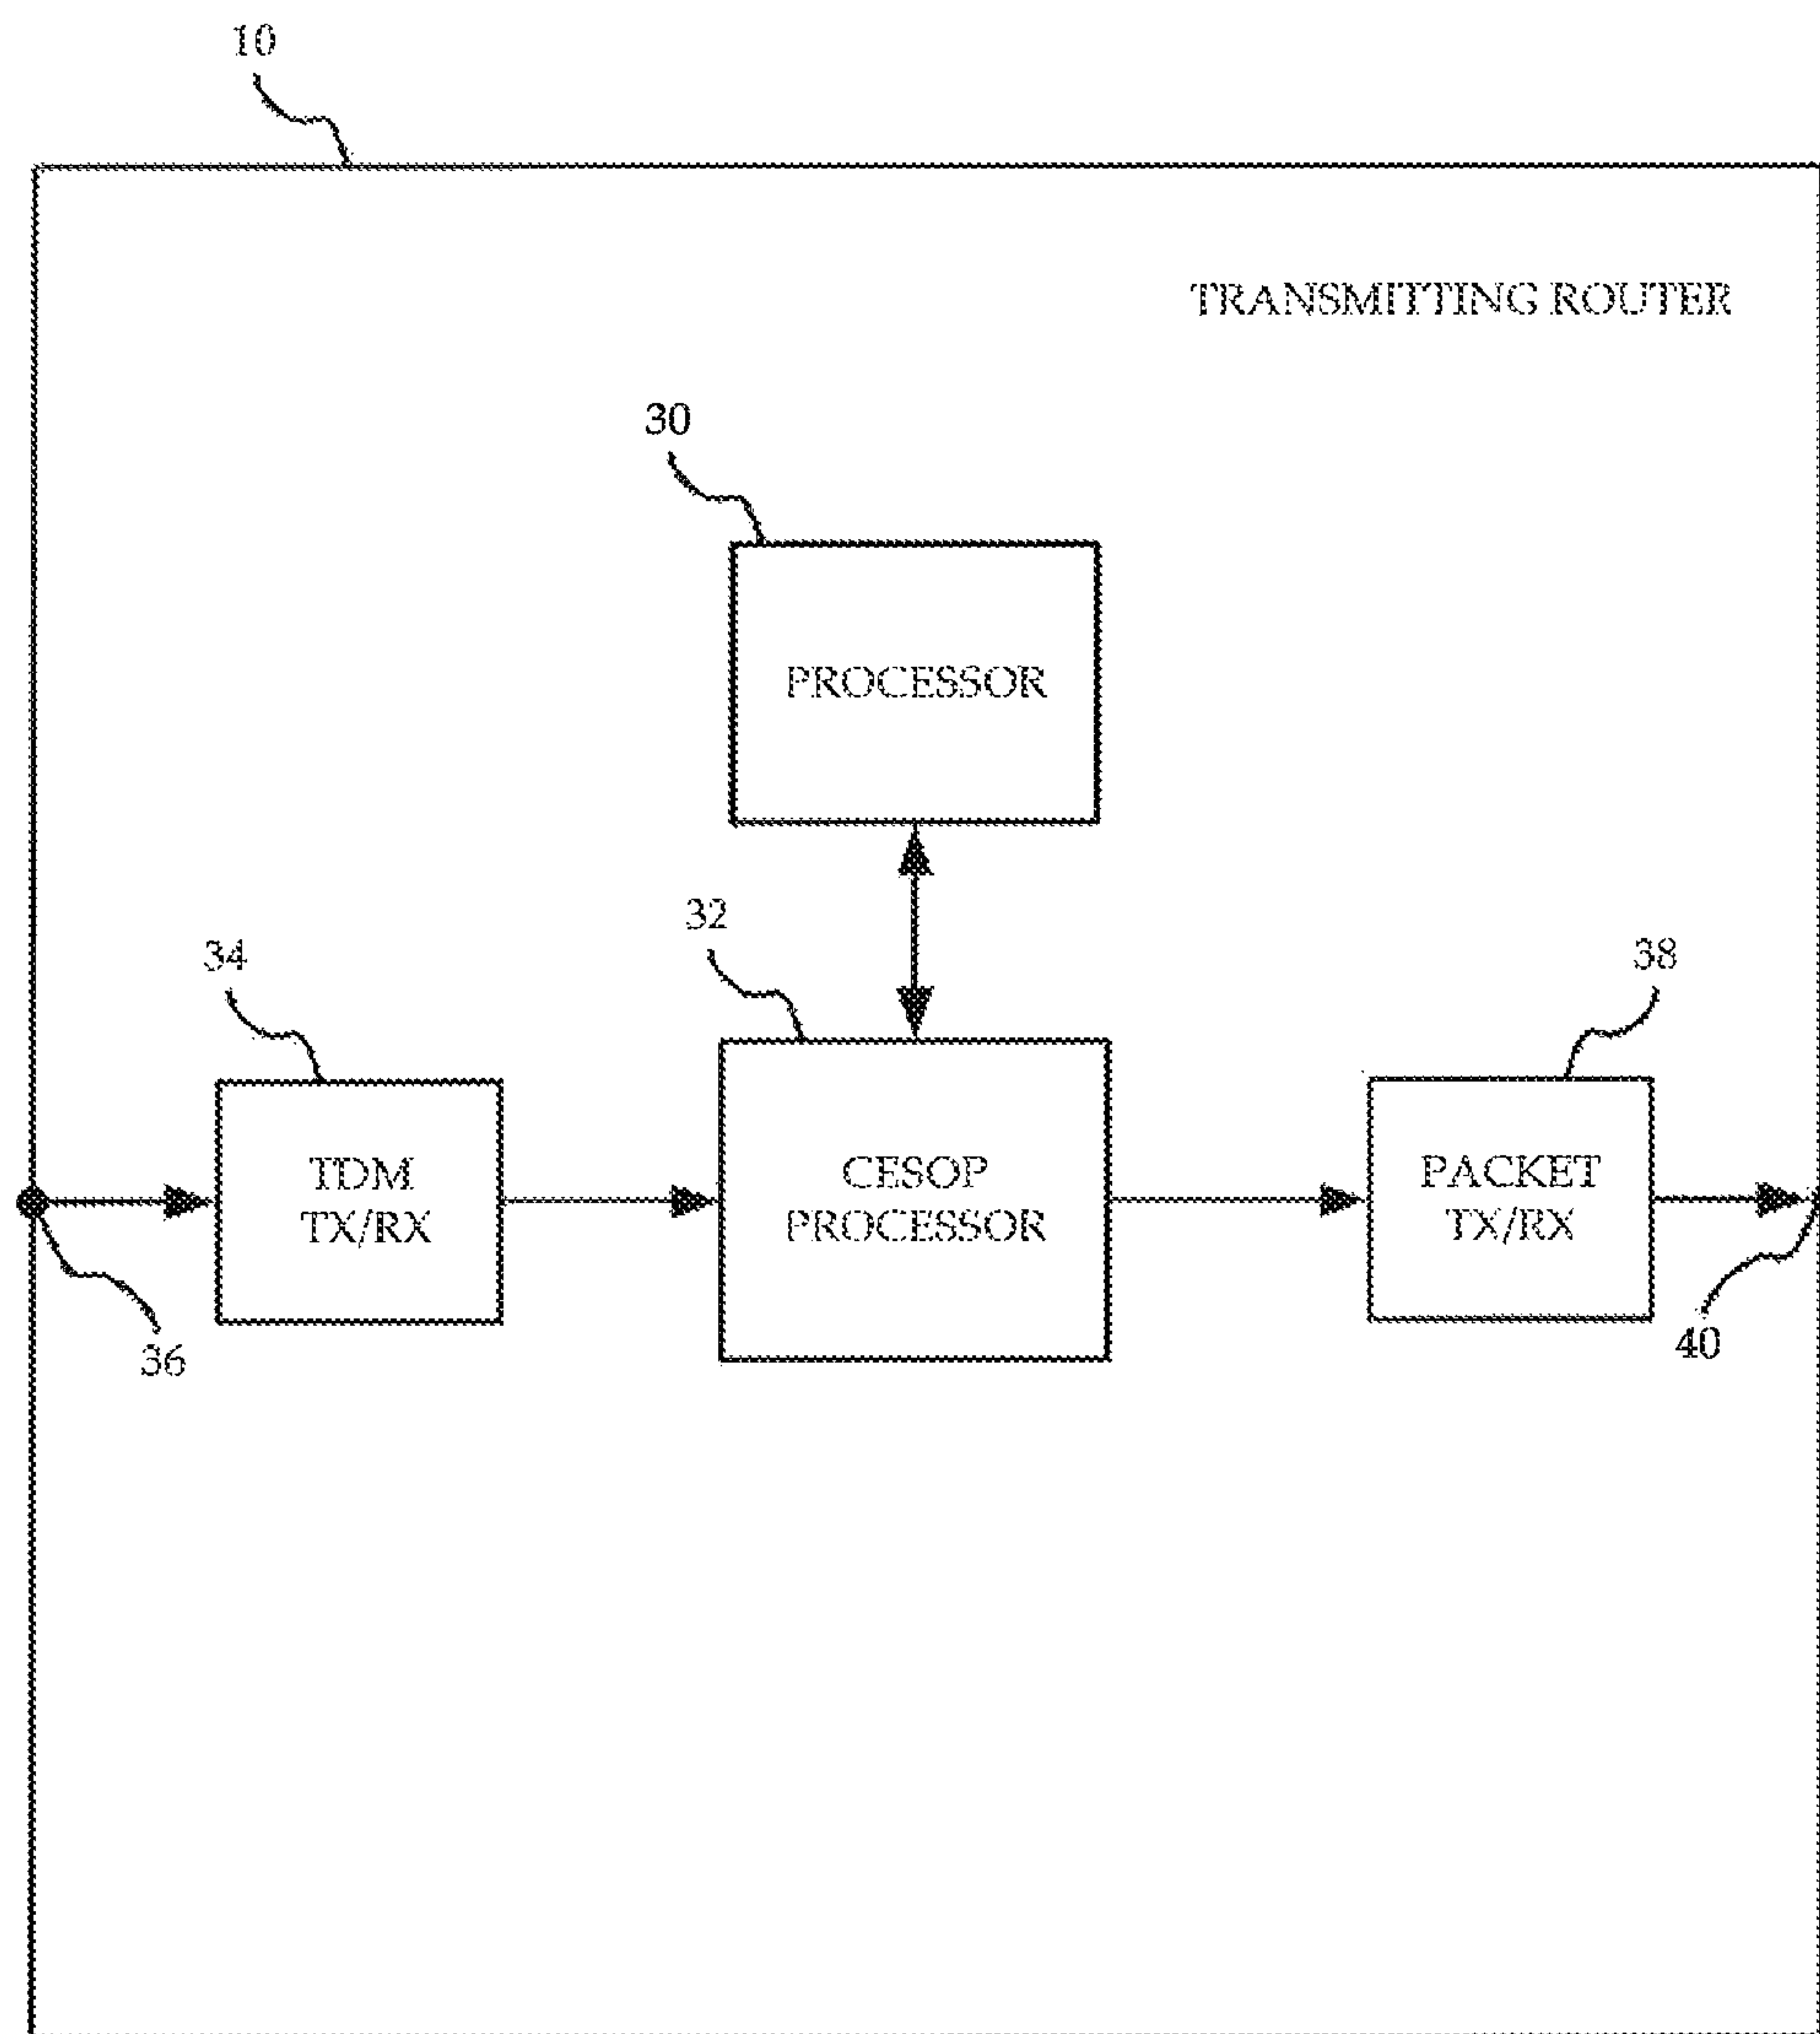 10
TRANSMITTING ROUTER
30
PROCESSOR
32
34
38
TDM
TX/RX
CESOP
PROCESSOR
PACKET
TX/RX
36
40